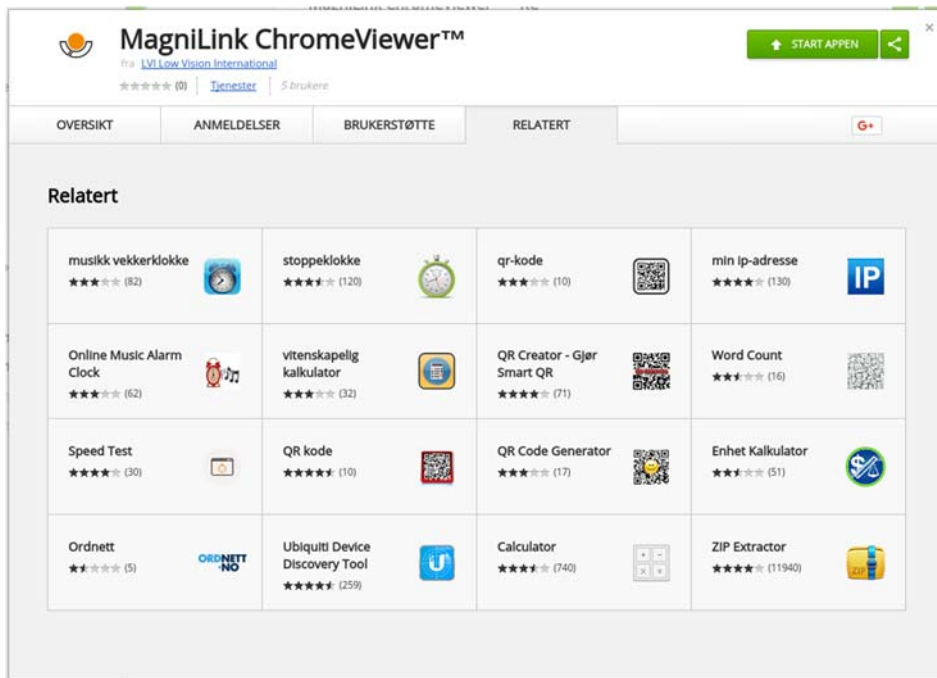 MagniLink ChromeViewer™
fra LVI Low Vision International
(0) Tjenester 5 brukere
START APPEN
OVERSIKT
ANMELDELSER
BRUKERSTØTTE
RELATERT
G+
Relatert
musikk vekkerklokke
(82)
stoppeklokke
(120)
qr-kode
(10)
min ip-adresse
(130)
IP
Online Music Alarm
Clock
(62)
vitenskapelig
kalkulator
(32)
QR Creator - Gjør
Smart QR
(71)
Word Count
(16)
Speed Test
(30)
QR kode
(10)
QR Code Generator
(17)
Enhet Kalkulator
(51)
Ordnett
(5)
ORDNETT
·NO
Ubiquiti Device
Discovery Tool
(259)
U
Calculator
(740)
ZIP Extractor
(11940)
ZIP